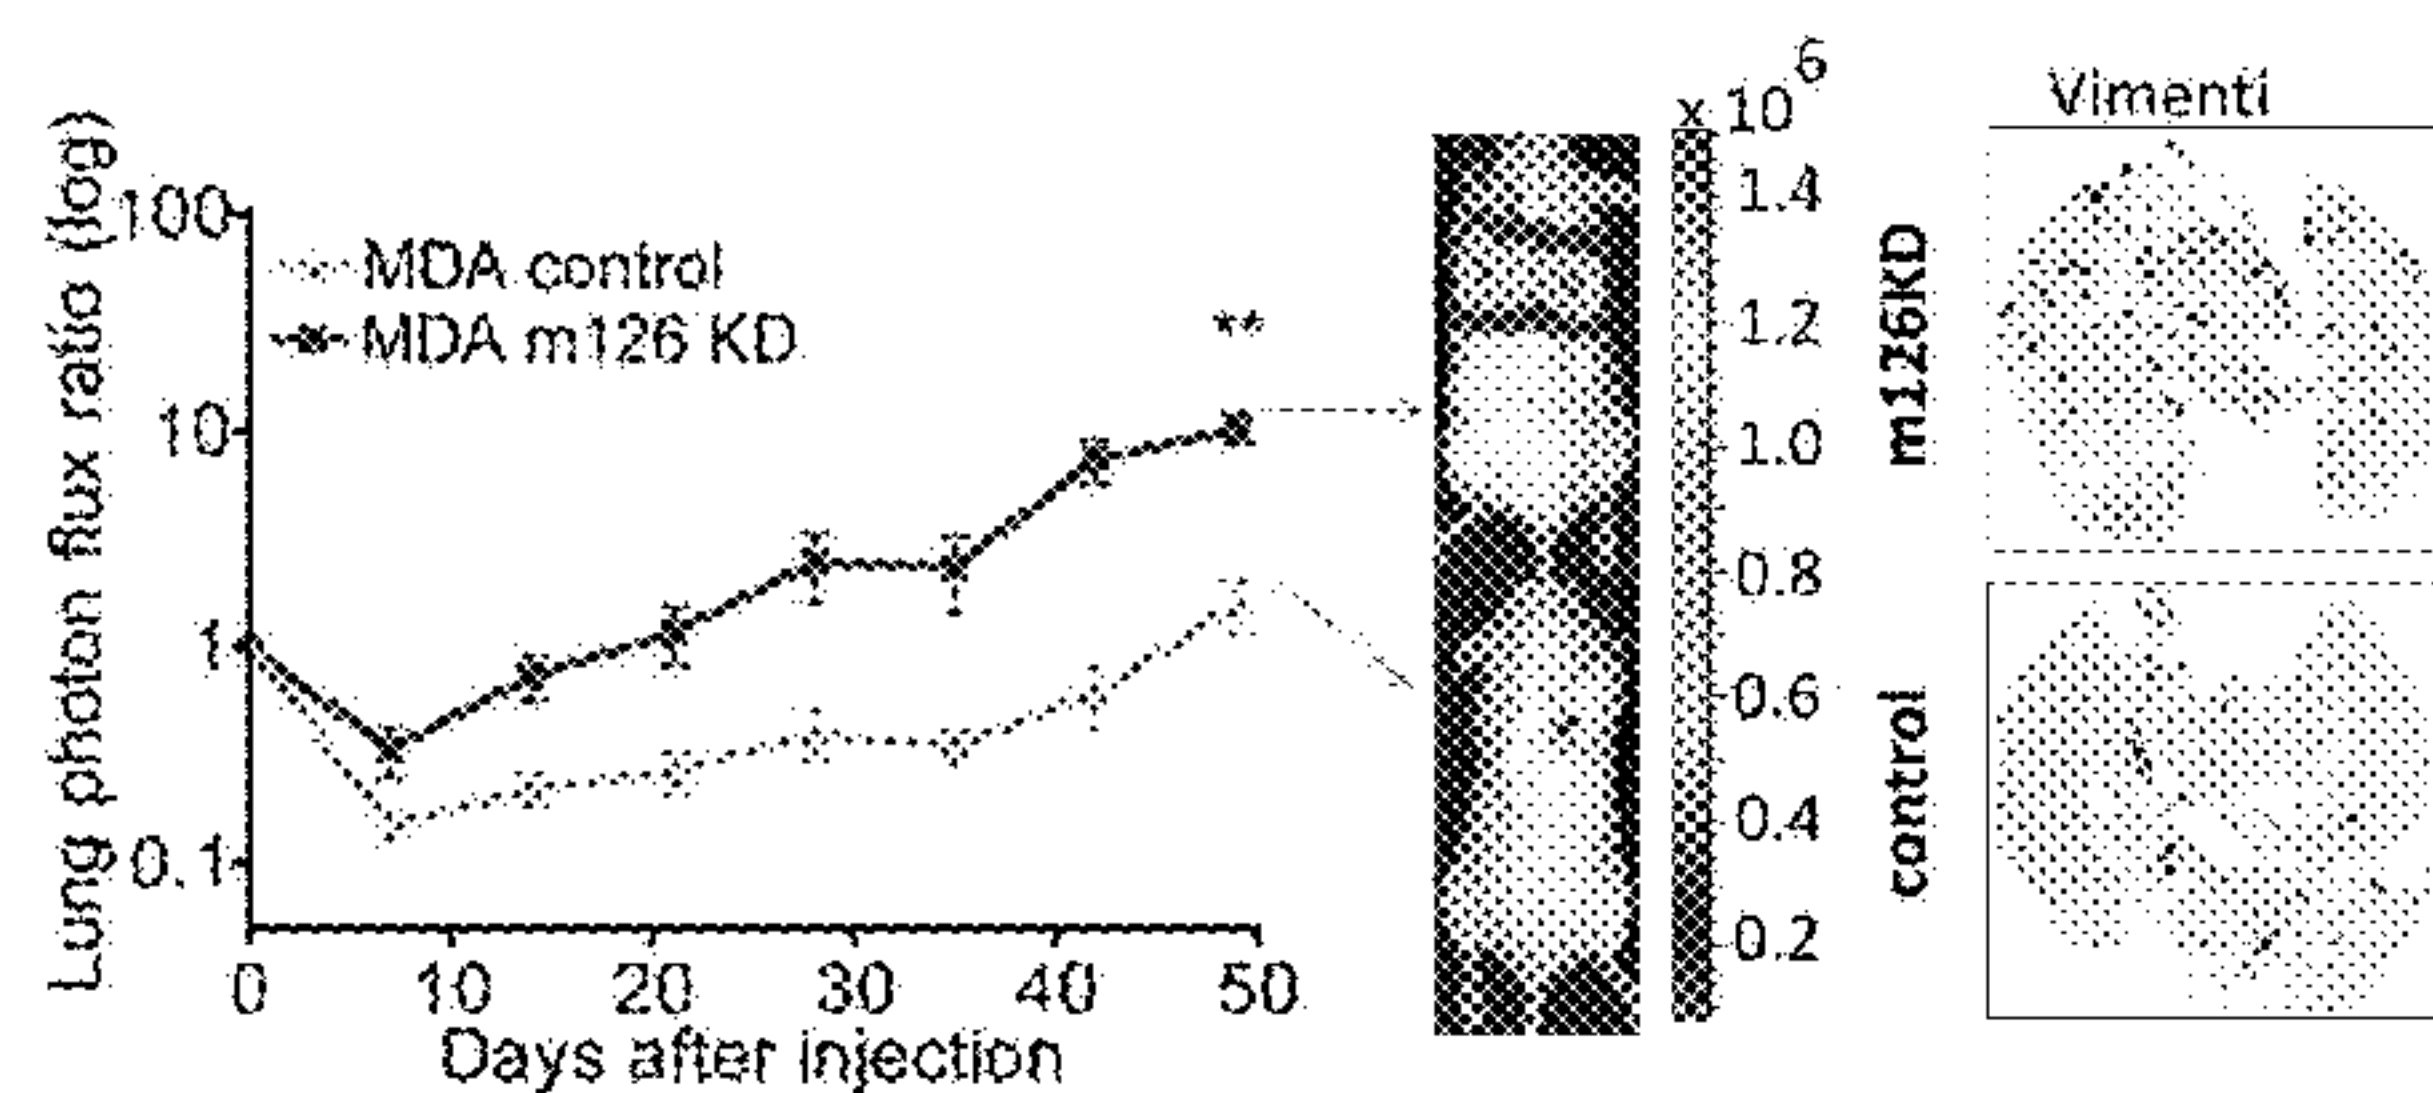 Lung photon flux ratio (log)
100
10
1
0.1
MDA control
MDA m126 KD
**
0
10
20
30
40
50
Days after injection
x 10
6
1.4
1.2
1.0
0.8
0.6
0.4
0.2
m126KD
control
Vimenti